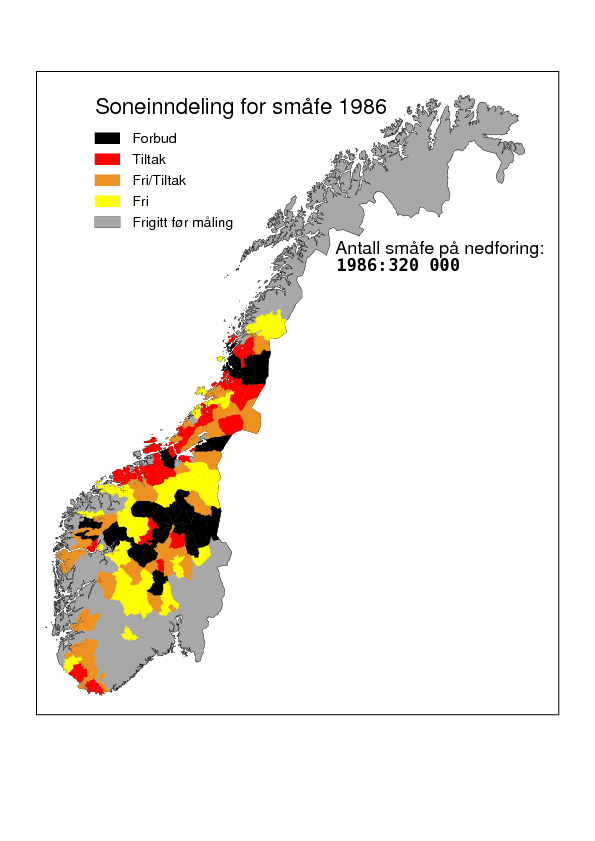 Soneinndeling for småfe 1986
Forbud
Tiltak
Fri/Tiltak
Fri
Frigitt før måling
Antall småfe på nedforing:
1986:320 000